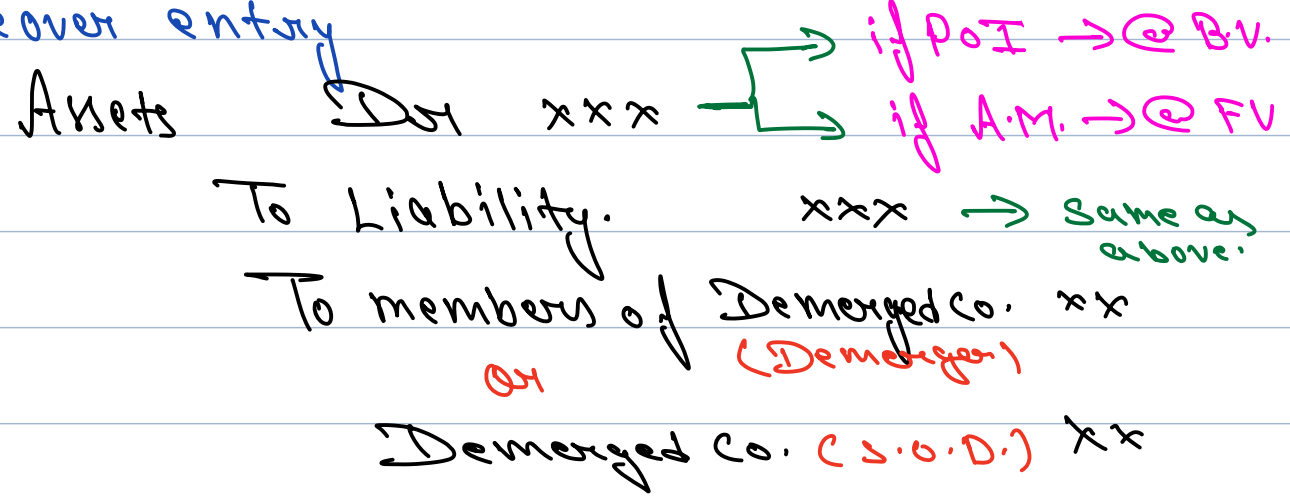 over entry
if POI → @ B.V.
Assets Dr xxx
if A.M. → @ FV
To Liability. xxx → Same as above.
To members of Demerged Co. xx
(Demerger)
or
Demerged Co. (S.O.D.) xx